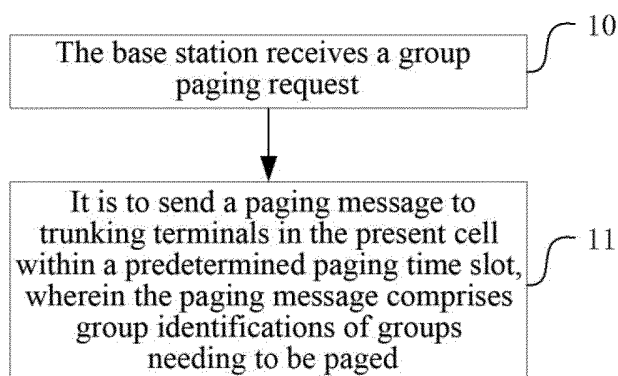 The base station receives a group
paging request
10
It is to send a paging message to
trunking terminals in the present cell
within a predetermined paging time slot,
wherein the paging message comprises
group identifications of groups
needing to be paged
11